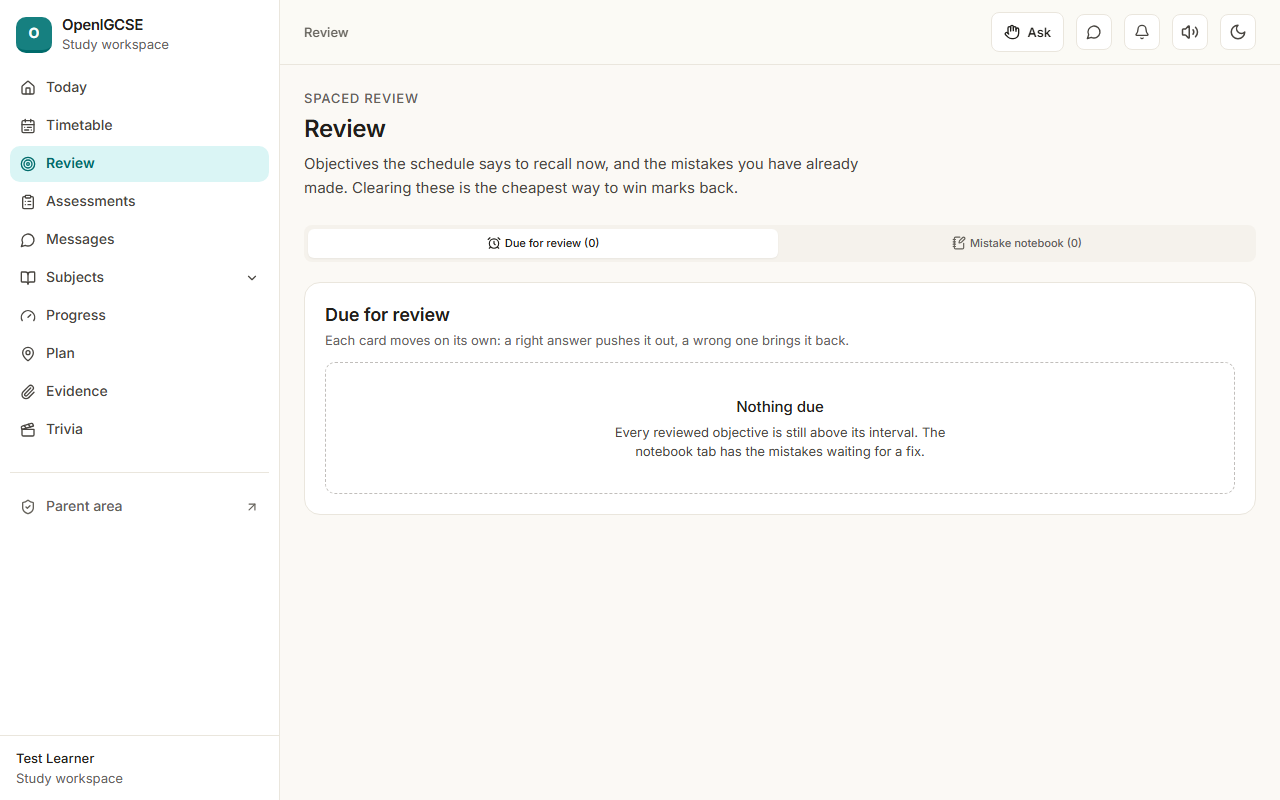 O
OpenIGCSE
Study workspace
Today
Timetable
Review
Assessments
Messages
Subjects
Progress
Plan
Evidence
Trivia
Parent area
Test Learner
Study workspace
Review
Ask
SPACED REVIEW
Review
Objectives the schedule says to recall now, and the mistakes you have already
made. Clearing these is the cheapest way to win marks back.
Due for review (0)
Mistake notebook (0)
Due for review
Each card moves on its own: a right answer pushes it out, a wrong one brings it back.
Nothing due
Every reviewed objective is still above its interval. The
notebook tab has the mistakes waiting for a fix.